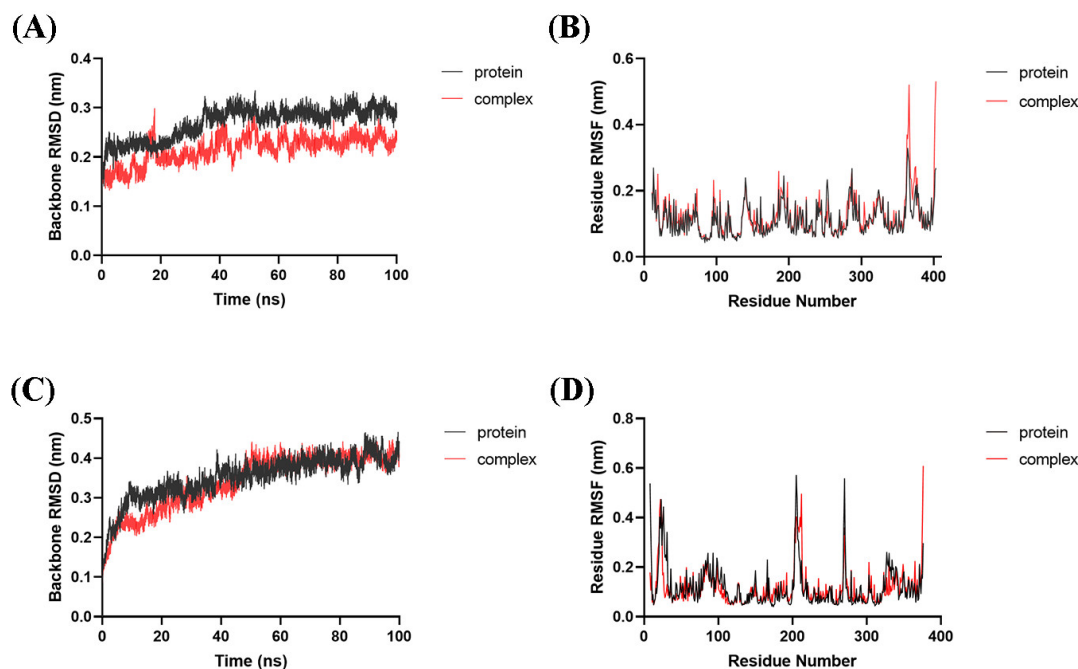 (A)
Backbone RMSD (nm)
0.4
0.3
0.2
0.1
0.0
0 20 40 60 80 100
Time (ns)
protein
complex
(B)
Residue RMSF (nm)
0.6
0.4
0.2
0.0
0 100 200 300 400
Residue Number
protein
complex
(C)
Backbone RMSD (nm)
0.5
0.4
0.3
0.2
0.1
0.0
0 20 40 60 80 100
Time (ns)
protein
complex
(D)
Residue RMSF (nm)
0.8
0.6
0.4
0.2
0.0
0 100 200 300 400
Residue Number
protein
complex